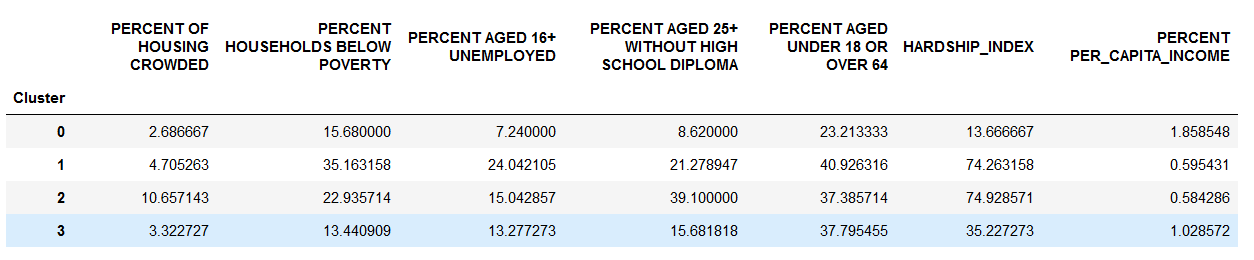 PERCENT OF HOUSING CROWDED PERCENT HOUSEHOLDS BELOW POVERTY PERCENT AGED 16+ UNEMPLOYED PERCENT AGED 25+ WITHOUT HIGH SCHOOL DIPLOMA PERCENT AGED UNDER 18 OR OVER 64 HARDSHIP_INDEX PERCENT PER_CAPITA_INCOME
Cluster
0 2.686667 15.680000 7.240000 8.620000 23.213333 13.666667 1.858548
1 4.705263 35.163158 24.042105 21.278947 40.926316 74.263158 0.595431
2 10.657143 22.935714 15.042857 39.100000 37.385714 74.928571 0.584286
3 3.322727 13.440909 13.277273 15.681818 37.795455 35.227273 1.028572